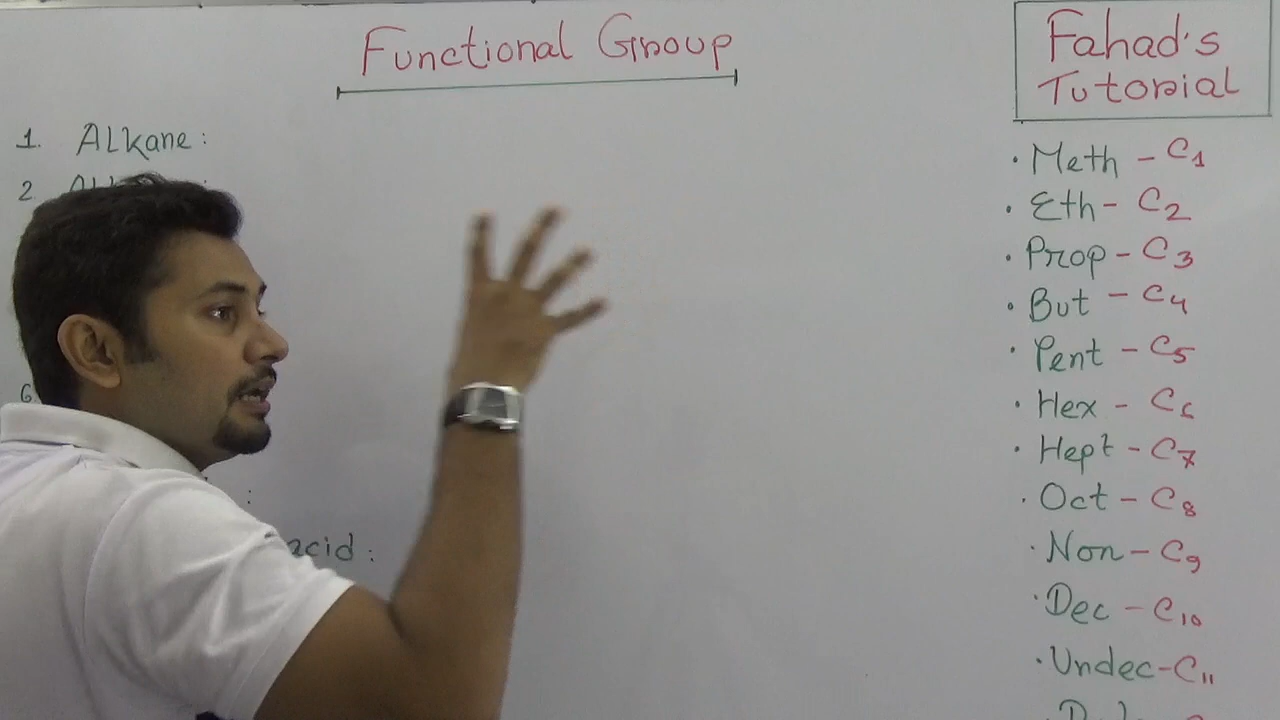 Functional Group
Fahad's
Tutorial
1. Alkane:
2
6
:
acid:
· Meth - C1
· Eth - C2
· Prop - C3
· But - C4
· Pent - C5
· Hex - C6
· Hept - C7
· Oct - C8
· Non - C9
· Dec - C10
· Undec - C11